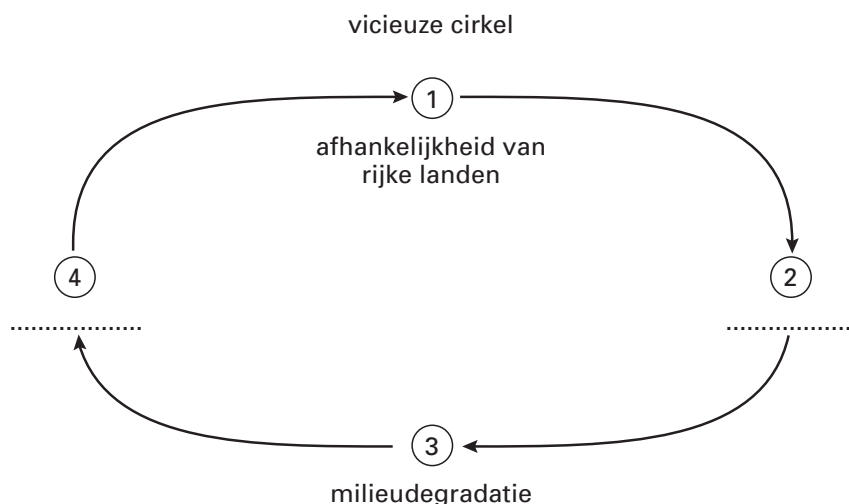 vicieuze cirkel
1
afhankelijkheid van
rijke landen
4
2
3
milieudegradatie